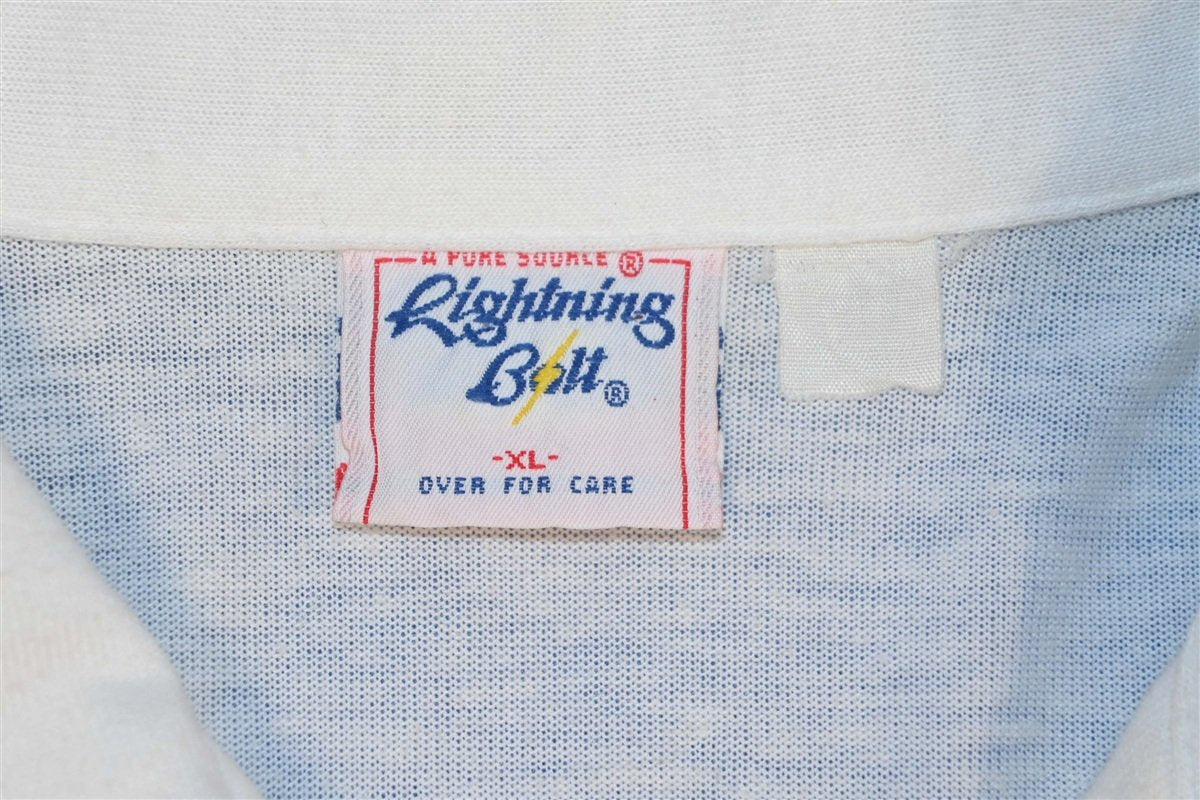 A PURE SOURCE ®
Lightning
Bolt ®
-XL-
OVER FOR CARE